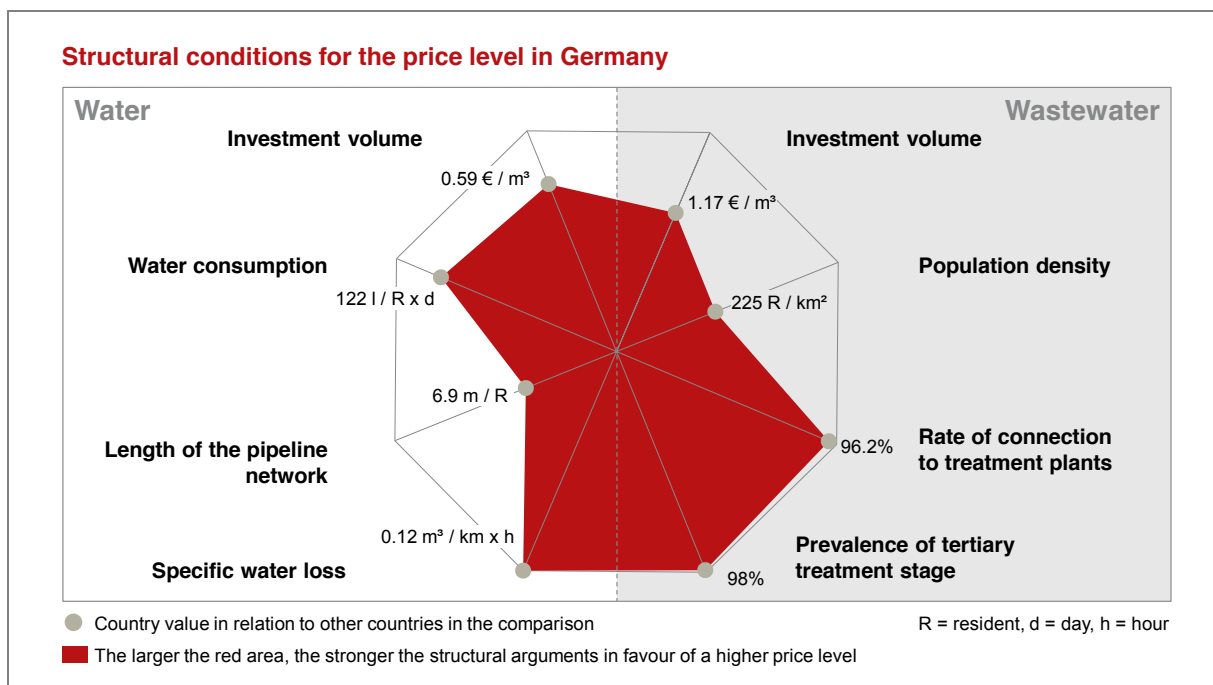 Structural conditions for the price level in Germany
Water
Wastewater
Investment volume
Investment volume
0.59 € / m³
1.17 € / m³
Water consumption
Population density
122 l / R x d
225 R / km²
6.9 m / R
Length of the pipeline
network
Rate of connection
to treatment plants
96.2%
0.12 m³ / km x h
Specific water loss
Prevalence of tertiary
treatment stage
98%
Country value in relation to other countries in the comparison
R = resident, d = day, h = hour
The larger the red area, the stronger the structural arguments in favour of a higher price level